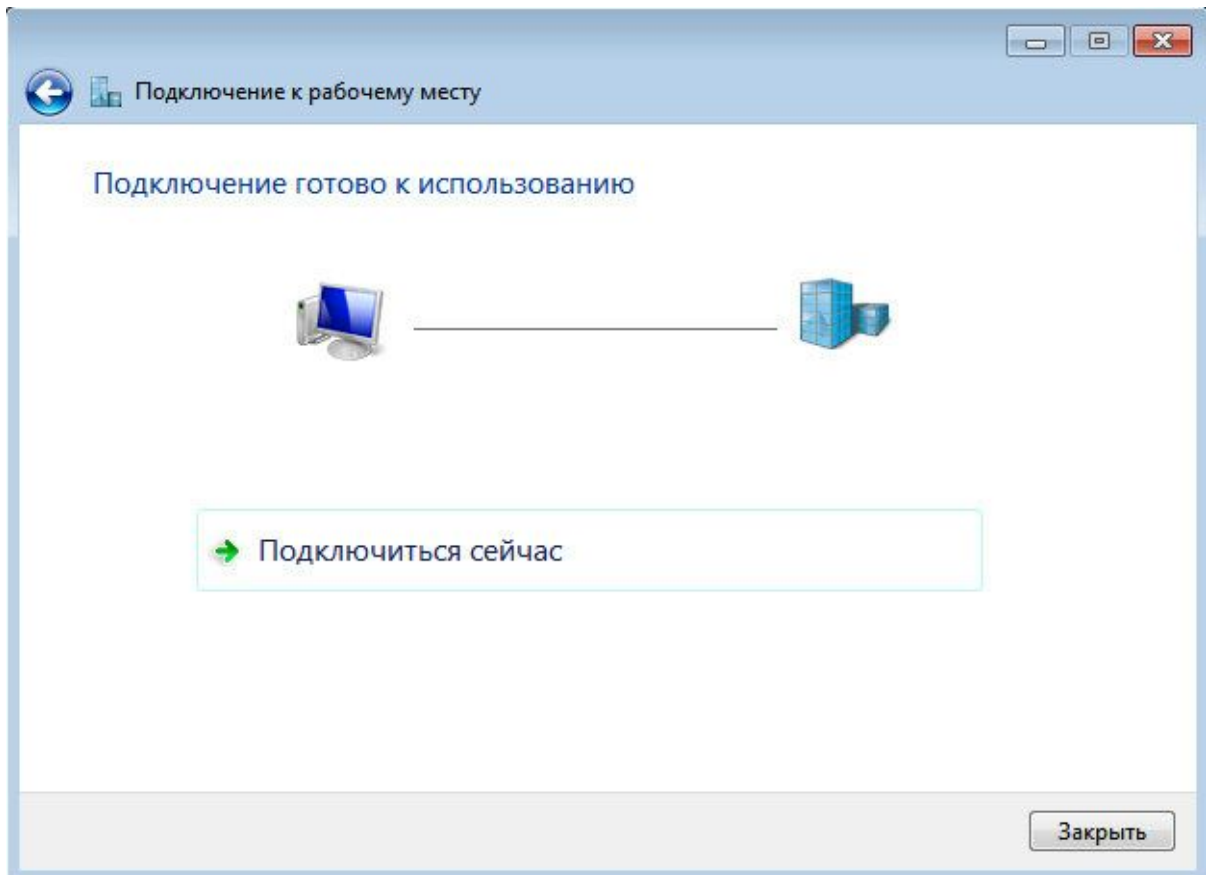 Подключение к рабочему месту
Подключение готово к использованию
Подключиться сейчас
Закрыть